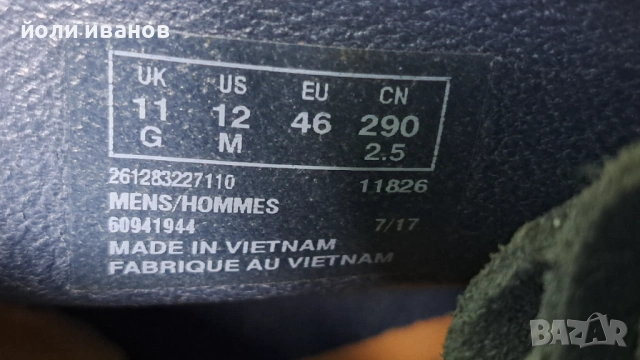 йоли иванов
UK US EU CN
11 12 46 290
G M 2.5
261283227110 11826
MENS/HOMMES
60941944 7/17
MADE IN VIETNAM
FABRIQUE AU VIETNAM
BAZAR